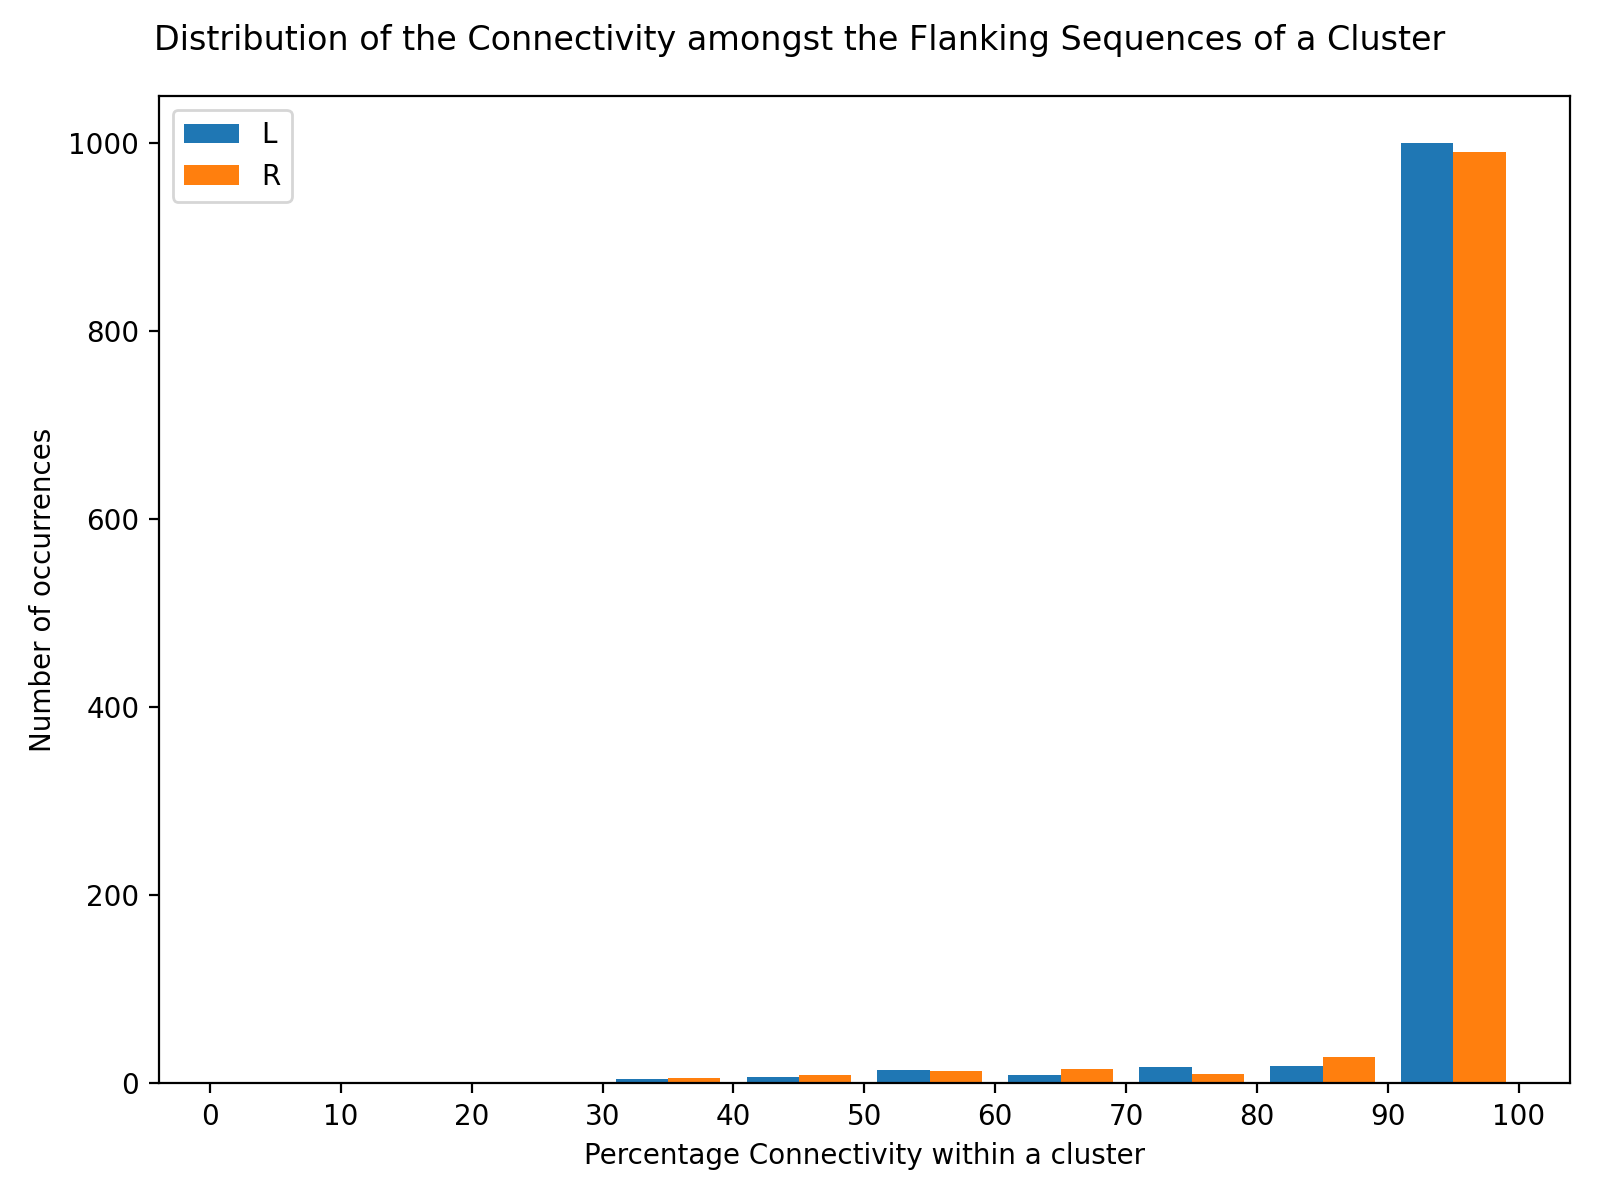 Distribution of the Connectivity amongst the Flanking Sequences of a Cluster
L
R
1000
800
600
400
200
0
Number of occurrences
0 10 20 30 40 50 60 70 80 90 100
Percentage Connectivity within a cluster